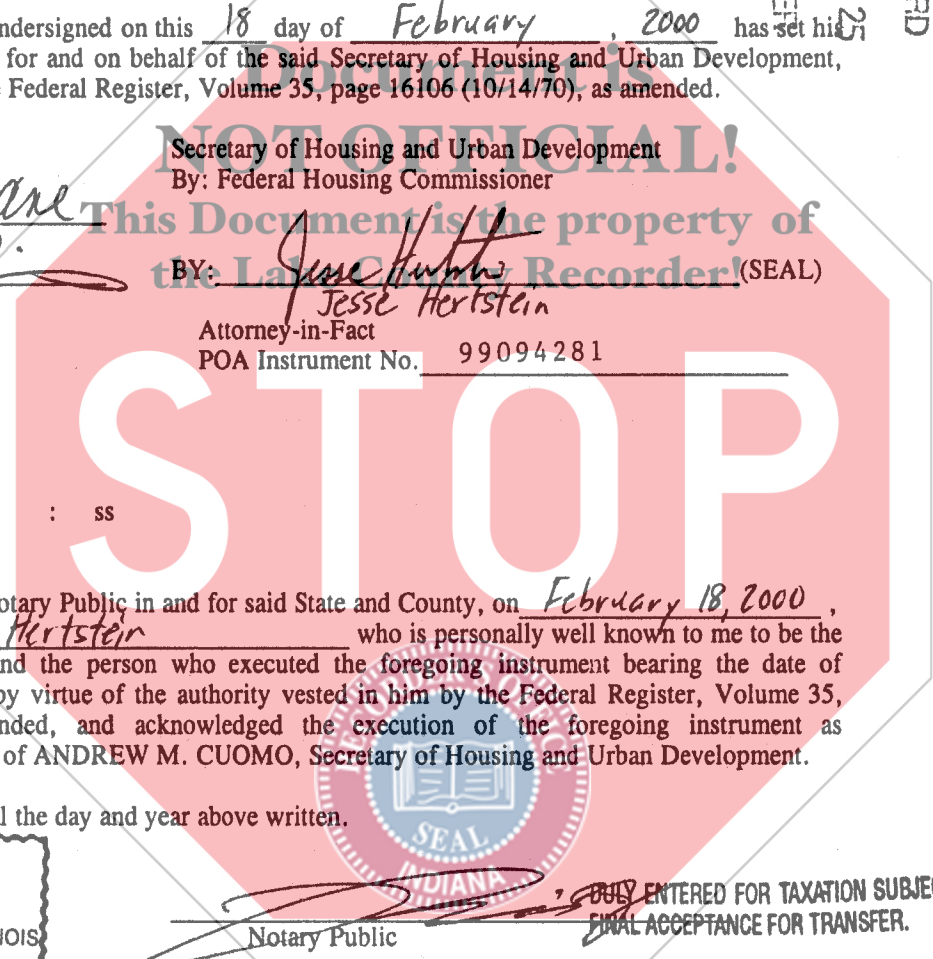 ndersigned on this 18 day of February, 2000 has set his
for and on behalf of the said Secretary of Housing and Urban Development,
Federal Register, Volume 35, page 16106 (10/14/70), as amended.
Document is
NOT OFFICIAL!
This Document is the property of
the Lake County Recorder!
Secretary of Housing and Urban Development
By: Federal Housing Commissioner
BY: (SEAL)
Jesse Hertstein
Attorney-in-Fact
POA Instrument No. 99094281
STOP
: ss
otary Public in and for said State and County, on February 18, 2000,
Hertstein who is personally well known to me to be the
nd the person who executed the foregoing instrument bearing the date of
by virtue of the authority vested in him by the Federal Register, Volume 35,
nded, and acknowledged the execution of the foregoing instrument as
of ANDREW M. CUOMO, Secretary of Housing and Urban Development.
l the day and year above written.
RECORDER'S OFFICE
SEAL
INDIANA
DULY ENTERED FOR TAXATION SUBJE
FINAL ACCEPTANCE FOR TRANSFER.
NOIS
Notary Public